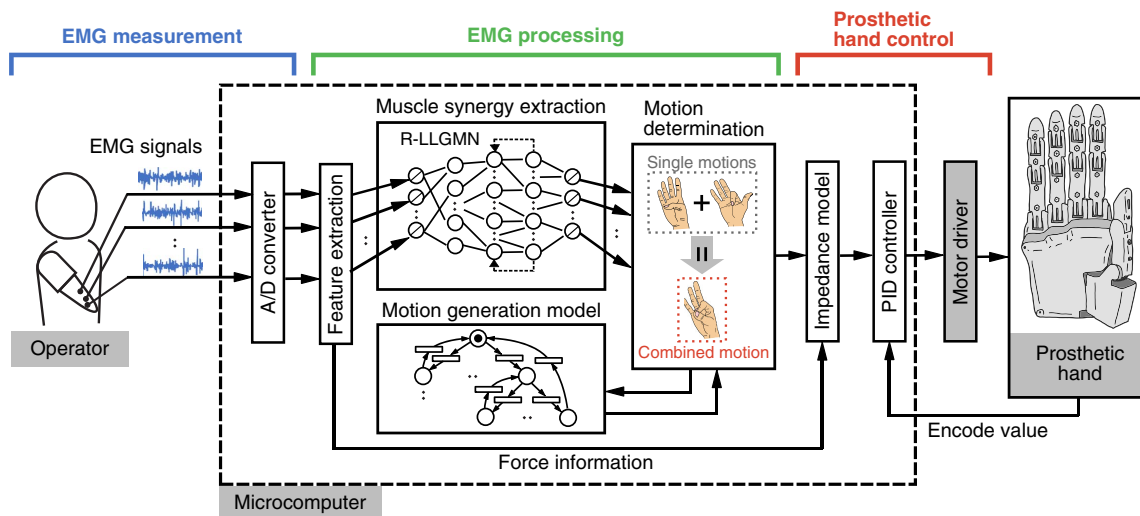 EMG measurement
EMG processing
Prosthetic
hand control
Muscle synergy extraction
R-LLGMN
Motion
determination
EMG signals
Single motions
A/D converter
Feature extraction
Impedance model
PID controller
Motor driver
Motion generation model
Combined motion
Operator
Prosthetic
hand
Encode value
Force information
Microcomputer